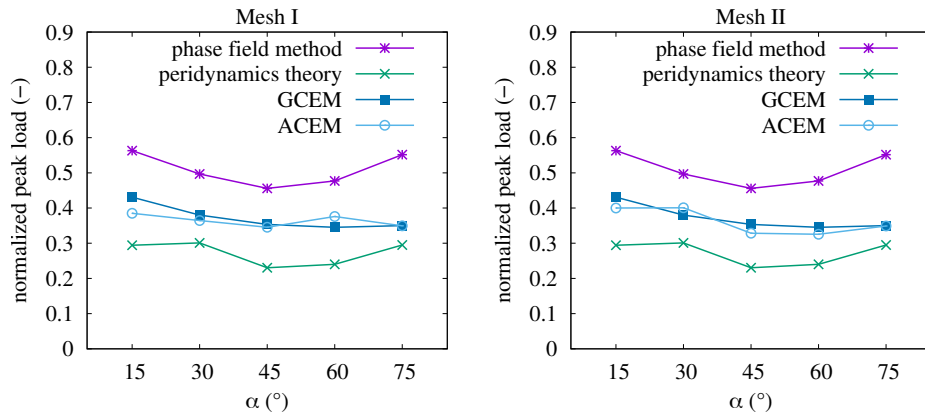 Mesh I
normalized peak load (−)
0.9
0.8
0.7
0.6
0.5
0.4
0.3
0.2
0.1
0
phase field method
peridynamics theory
GCEM
ACEM
15 30 45 60 75
α (°)
Mesh II
normalized peak load (−)
0.9
0.8
0.7
0.6
0.5
0.4
0.3
0.2
0.1
0
phase field method
peridynamics theory
GCEM
ACEM
15 30 45 60 75
α (°)